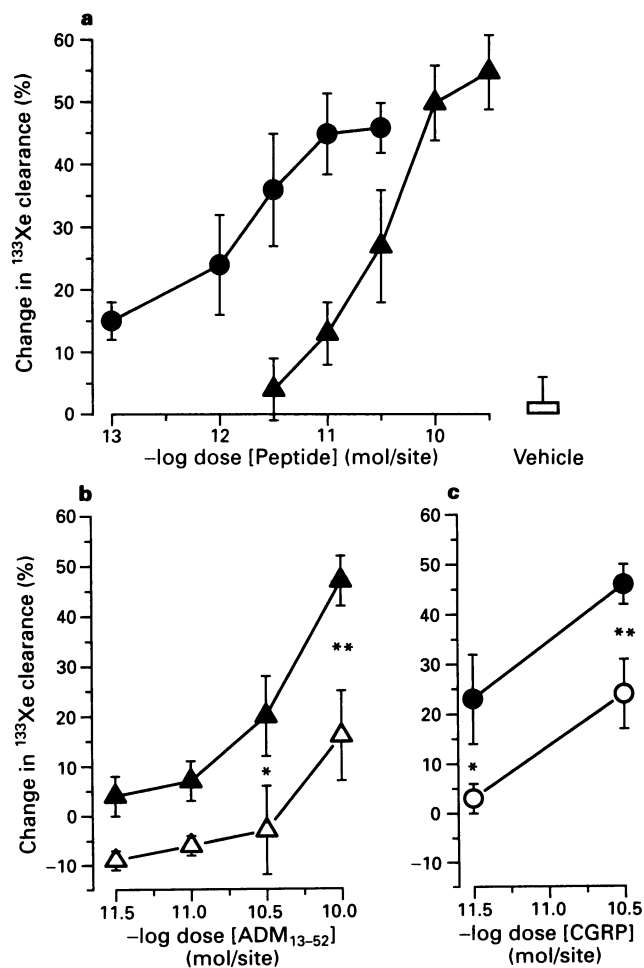 a
Change in ¹³³Xe clearance (%)
60
50
40
30
20
10
0
13 12 11 10
–log dose [Peptide] (mol/site)
Vehicle
b
Change in ¹³³Xe clearance (%)
60
50
40
30
20
10
0
–10
**
*
11.5 11.0 10.5 10.0
–log dose [ADM₁₃₋₅₂]
(mol/site)
c
60
50
40
30
20
10
0
–10
**
*
11.5 11.0 10.5
–log dose [CGRP]
(mol/site)